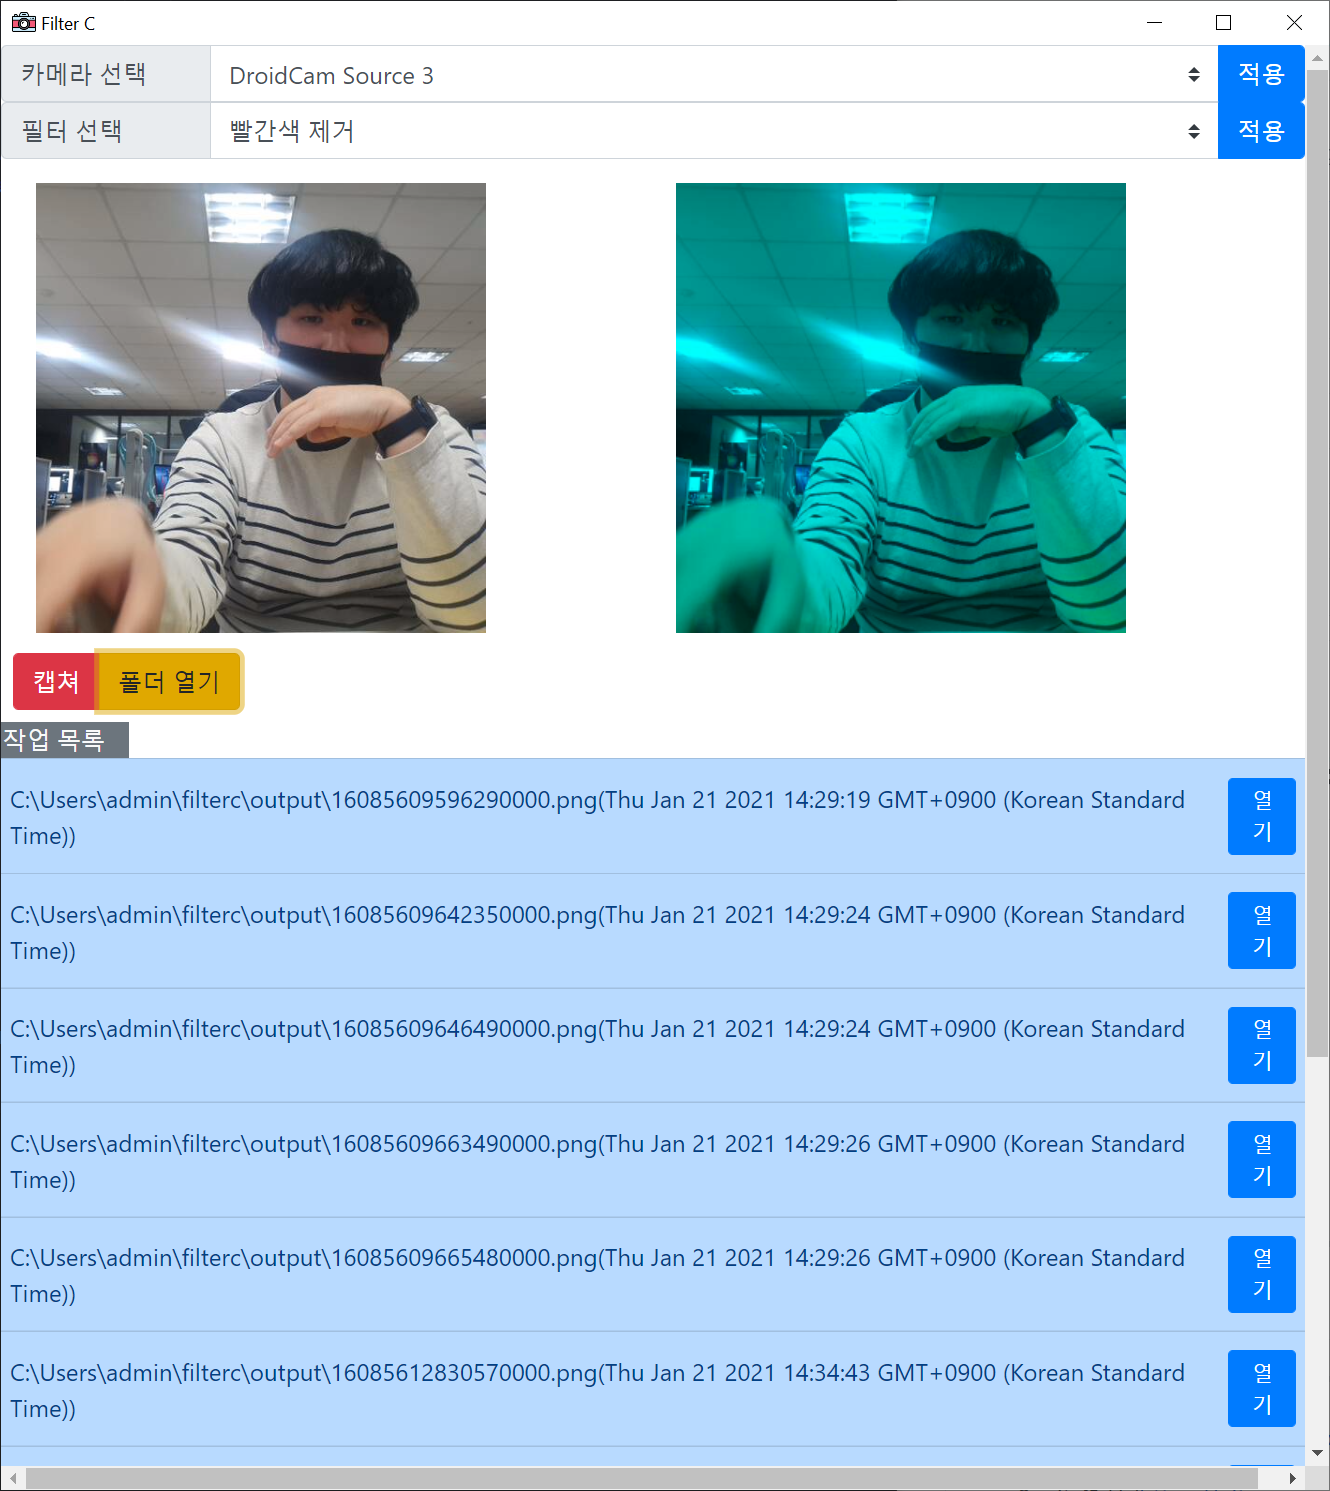 Filter C
카메라 선택
DroidCam Source 3
적용
필터 선택
빨간색 제거
적용
캡쳐
폴더 열기
작업 목록
C:\Users\admin\filterc\output\16085609596290000.png(Thu Jan 21 2021 14:29:19 GMT+0900 (Korean Standard
Time))
열
기
C:\Users\admin\filterc\output\16085609642350000.png(Thu Jan 21 2021 14:29:24 GMT+0900 (Korean Standard
Time))
열
기
C:\Users\admin\filterc\output\16085609646490000.png(Thu Jan 21 2021 14:29:24 GMT+0900 (Korean Standard
Time))
열
기
C:\Users\admin\filterc\output\16085609663490000.png(Thu Jan 21 2021 14:29:26 GMT+0900 (Korean Standard
Time))
열
기
C:\Users\admin\filterc\output\16085609665480000.png(Thu Jan 21 2021 14:29:26 GMT+0900 (Korean Standard
Time))
열
기
C:\Users\admin\filterc\output\16085612830570000.png(Thu Jan 21 2021 14:34:43 GMT+0900 (Korean Standard
Time))
열
기